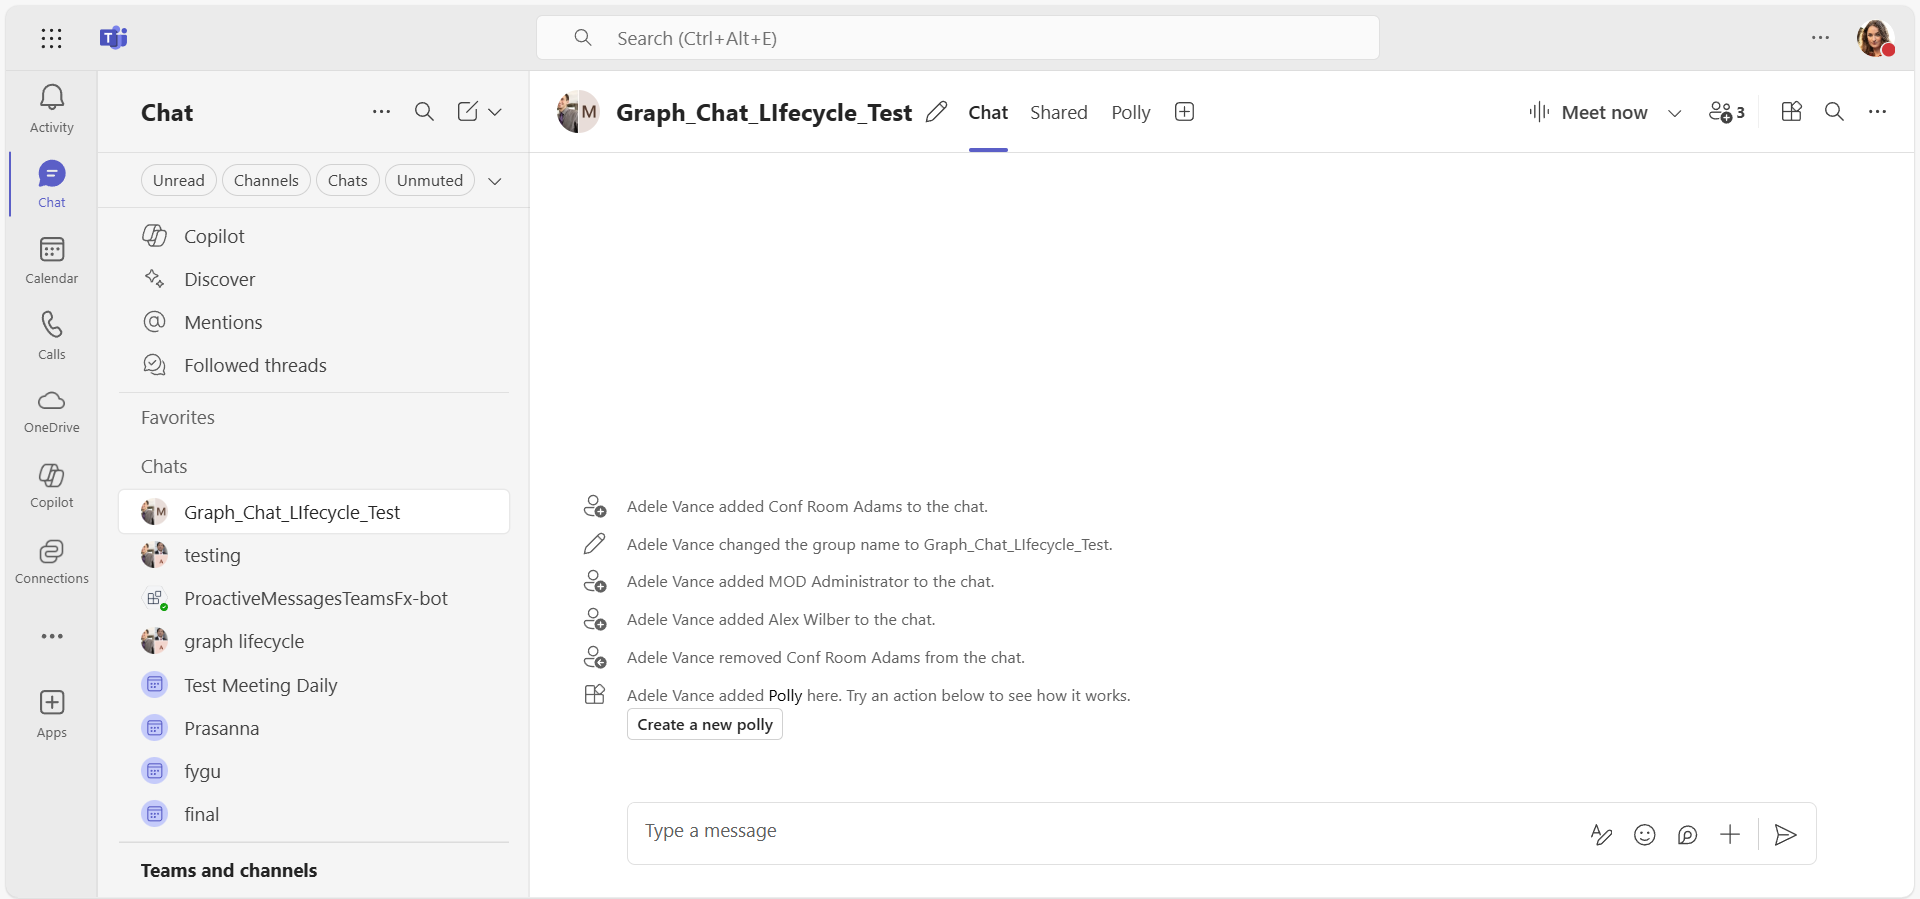 Search (Ctrl+Alt+E)
Activity
Chat
Calendar
Calls
OneDrive
Copilot
Connections
Apps
Chat
Unread
Channels
Chats
Unmuted
Copilot
Discover
Mentions
Followed threads
Favorites
Chats
M
Graph_Chat_LIfecycle_Test
testing
ProactiveMessagesTeamsFx-bot
graph lifecycle
Test Meeting Daily
Prasanna
fygu
final
Teams and channels
M
Graph_Chat_LIfecycle_Test
Chat
Shared
Polly
Meet now
3
Adele Vance added Conf Room Adams to the chat.
Adele Vance changed the group name to Graph_Chat_LIfecycle_Test.
Adele Vance added MOD Administrator to the chat.
Adele Vance added Alex Wilber to the chat.
Adele Vance removed Conf Room Adams from the chat.
Adele Vance added Polly here. Try an action below to see how it works.
Create a new polly
Type a message